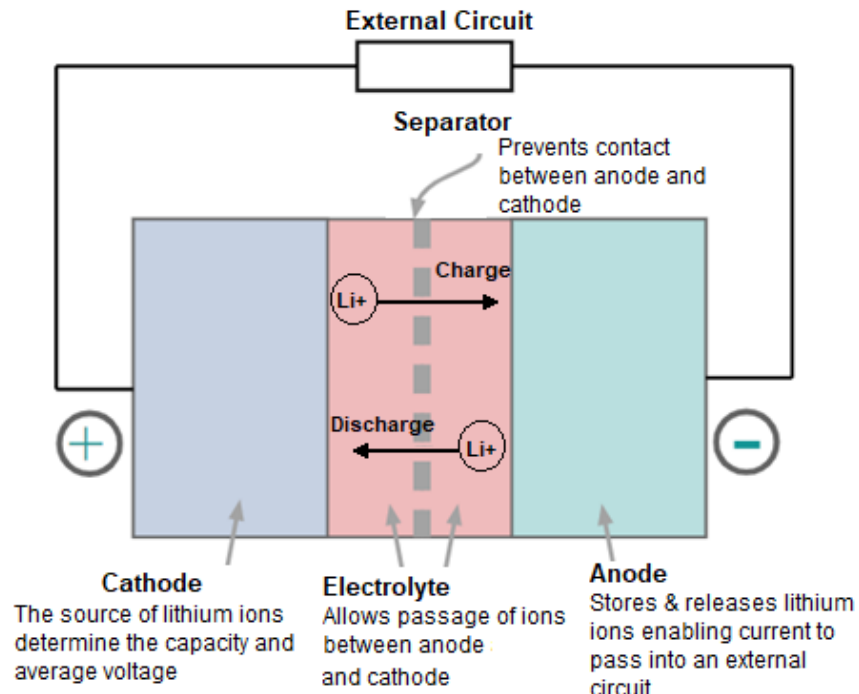 External Circuit
Separator
Prevents contact
between anode and
cathode
Charge
Li+
Discharge
Li+
+
-
Cathode
The source of lithium ions
determine the capacity and
average voltage
Electrolyte
Allows passage of ions
between anode
and cathode
Anode
Stores & releases lithium
ions enabling current to
pass into an external
circuit